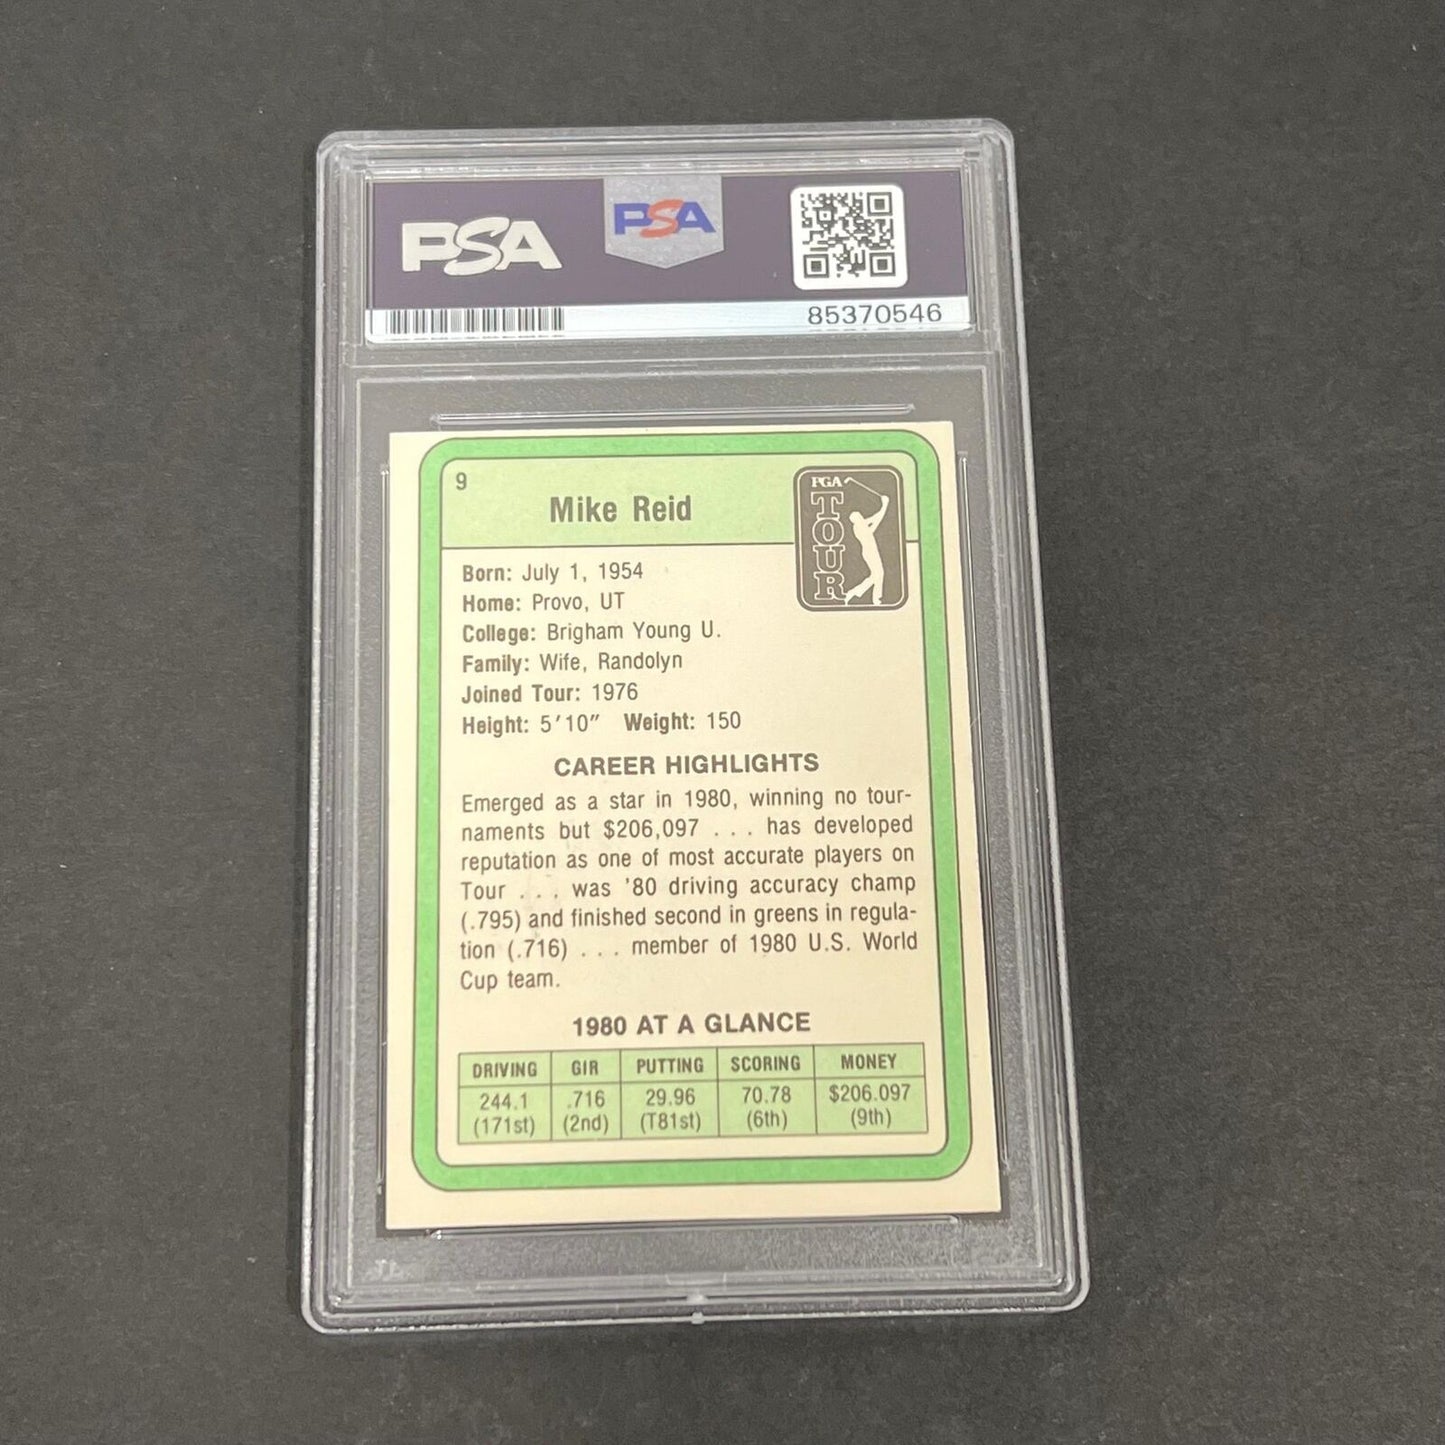 PSA
PSA
85370546
9
Mike Reid
PGA
TOUR
Born: July 1, 1954
Home: Provo, UT
College: Brigham Young U.
Family: Wife, Randolyn
Joined Tour: 1976
Height: 5′10″ Weight: 150
CAREER HIGHLIGHTS
Emerged as a star in 1980, winning no tour-
naments but $206,097 . . . has developed
reputation as one of most accurate players on
Tour . . . was '80 driving accuracy champ
(.795) and finished second in greens in regula-
tion (.716) . . . member of 1980 U.S. World
Cup team.
1980 AT A GLANCE
DRIVING GIR PUTTING SCORING MONEY
244.1 .716 29.96 70.78 $206.097
(171st) (2nd) (T81st) (6th) (9th)